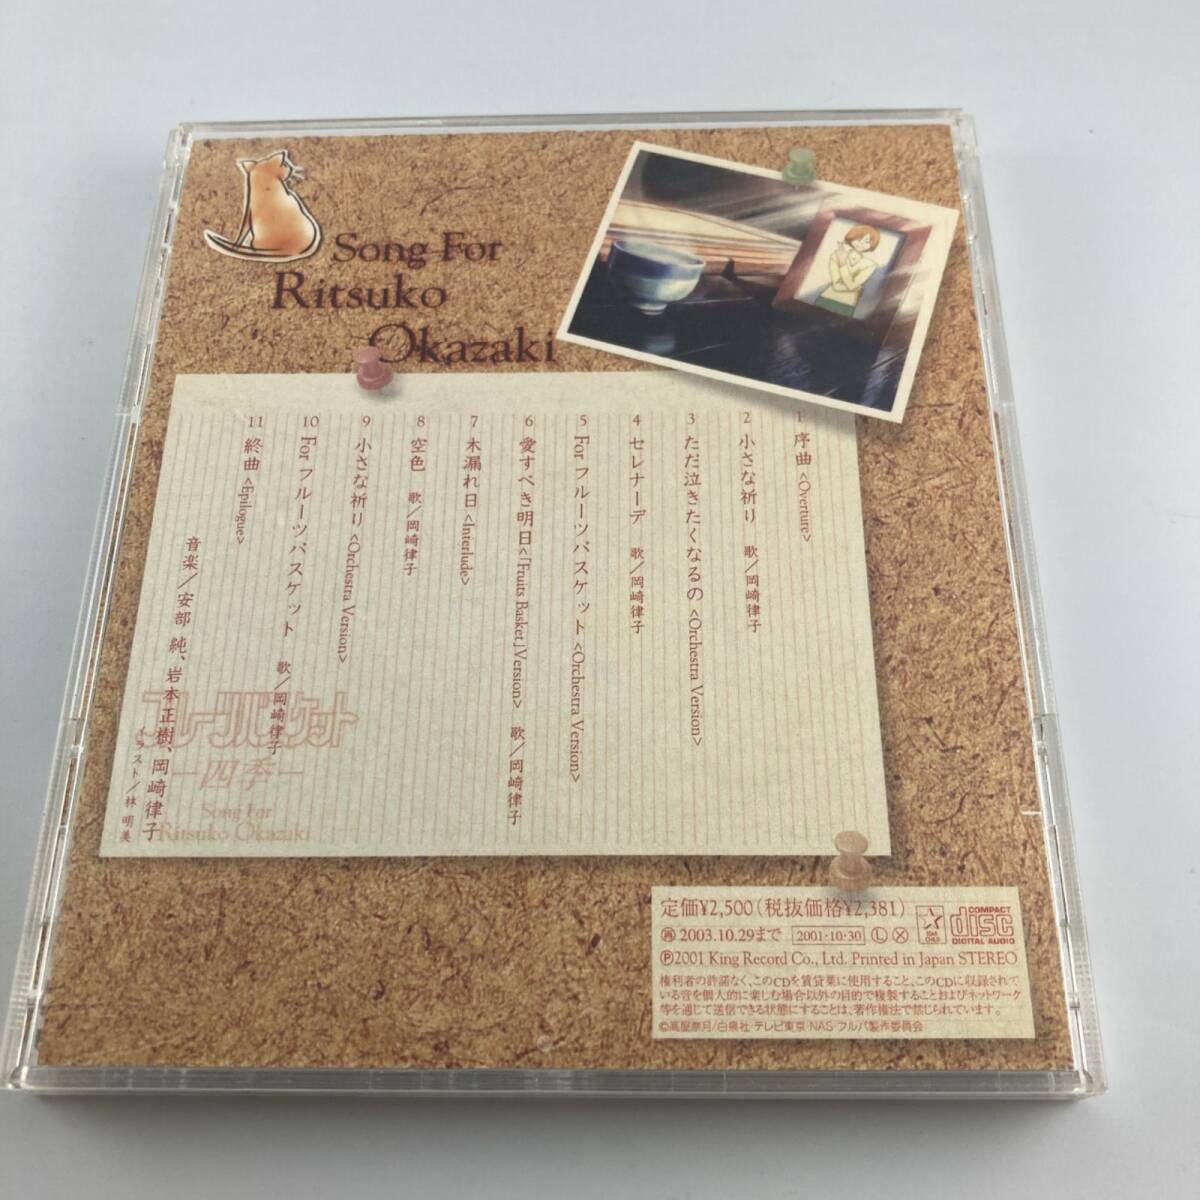 Song For
Ritsuko
Okazaki
1 序曲 <Overture>
2 小さな祈り 歌／岡崎律子
3 ただ泣きたくなるの <Orchestra Version>
4 セレナーデ 歌／岡崎律子
5 For フルーツバスケット <Orchestra Version>
6 愛すべき明日 <「Fruits Basket」Version> 歌／岡崎律子
7 木漏れ日 <Interlude>
8 空色 歌／岡崎律子
9 小さな祈り <Orchestra Version>
10 For フルーツバスケット 歌／岡崎律子
11 終曲 <Epilogue>
音楽／安部 純、岩本正樹、岡崎律子
イラスト／林 明美
フルーツバスケット
―四季―
Song For
Ritsuko Okazaki
定価¥2,500(税抜価格¥2,381)
再 2003.10.29まで 2001・10・30 L X
COMPACT
disc
DIGITAL AUDIO
Ⓟ2001 King Record Co., Ltd. Printed in Japan STEREO
権利者の許諾なく、このCDを賃貸業に使用すること、このCDに収録されて
いる音を個人的に楽しむ場合以外の目的で複製することおよびネットワーク
等を通じて送信できる状態にすることは、著作権法で禁じられています。
©高屋奈月/白泉社・テレビ東京・NAS・フルバ製作委員会